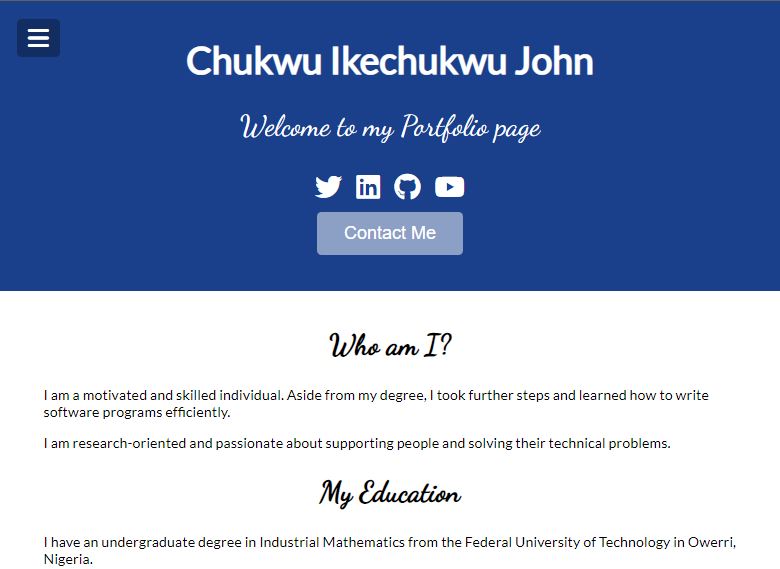 Chukwu Ikechukwu John
Welcome to my Portfolio page
Contact Me
Who am I?
I am a motivated and skilled individual. Aside from my degree, I took further steps and learned how to write
software programs efficiently.
I am research-oriented and passionate about supporting people and solving their technical problems.
My Education
I have an undergraduate degree in Industrial Mathematics from the Federal University of Technology in Owerri,
Nigeria.